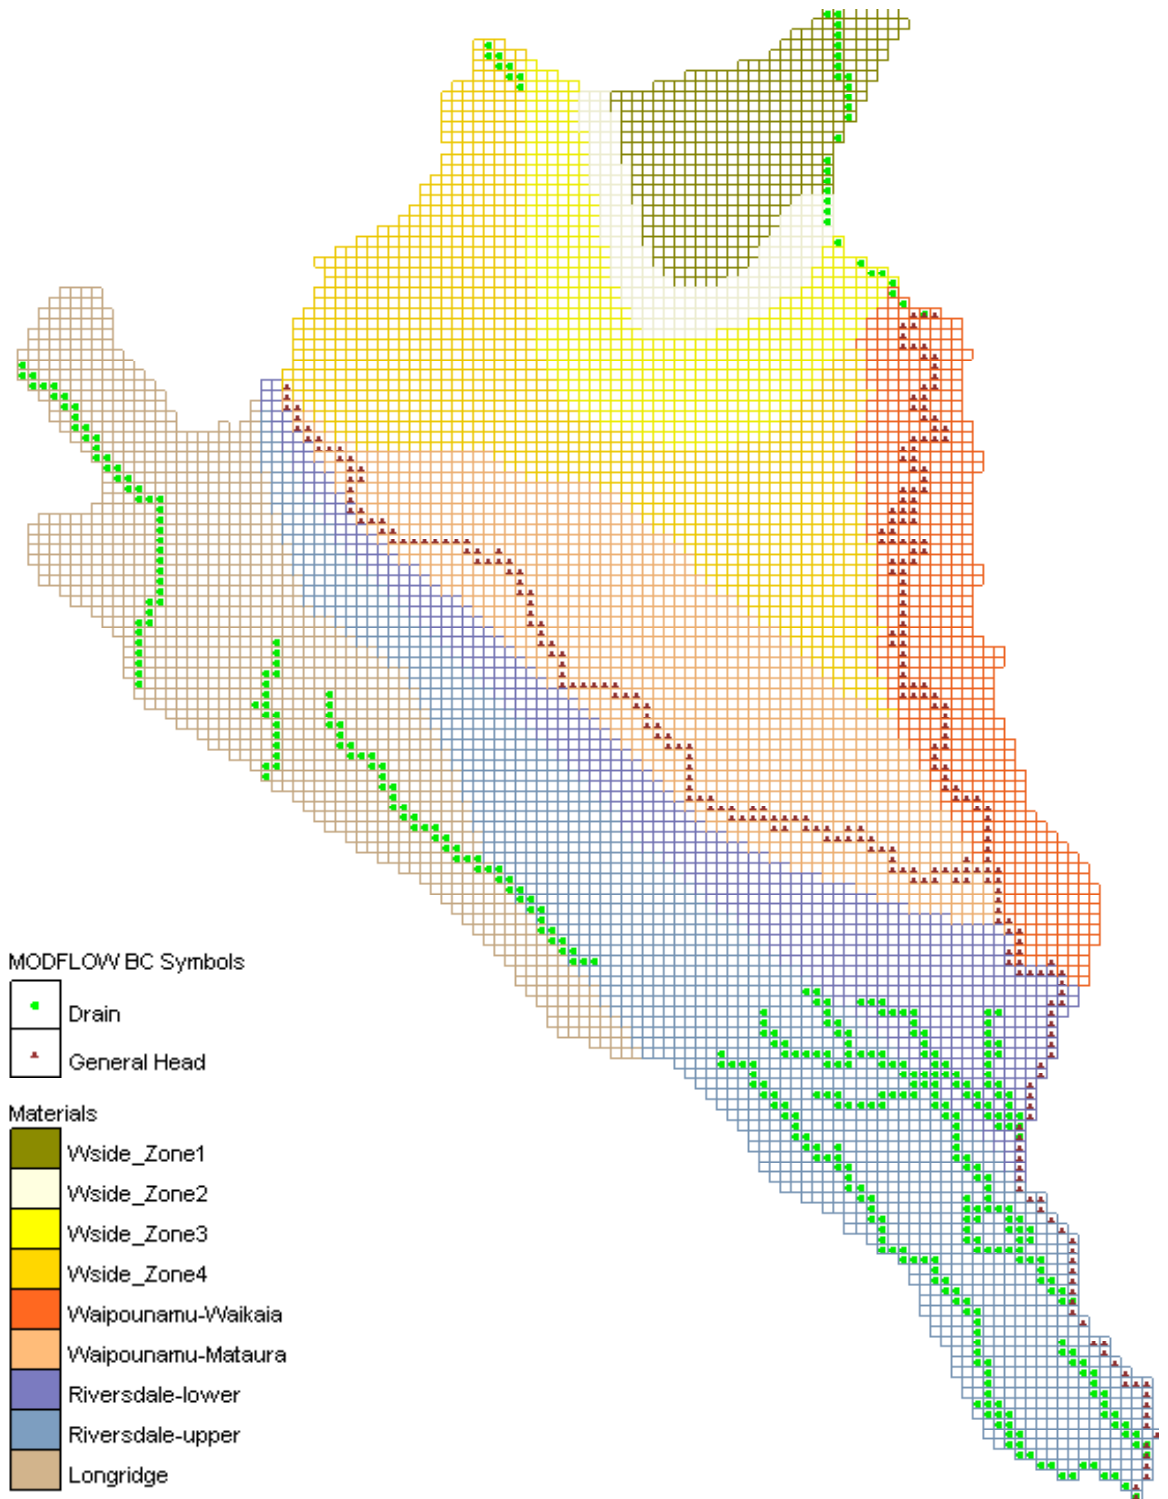 MODFLOW BC Symbols
Drain
General Head
Materials
Wside_Zone1
Wside_Zone2
Wside_Zone3
Wside_Zone4
Waipounamu-Waikaia
Waipounamu-Mataura
Riversdale-lower
Riversdale-upper
Longridge